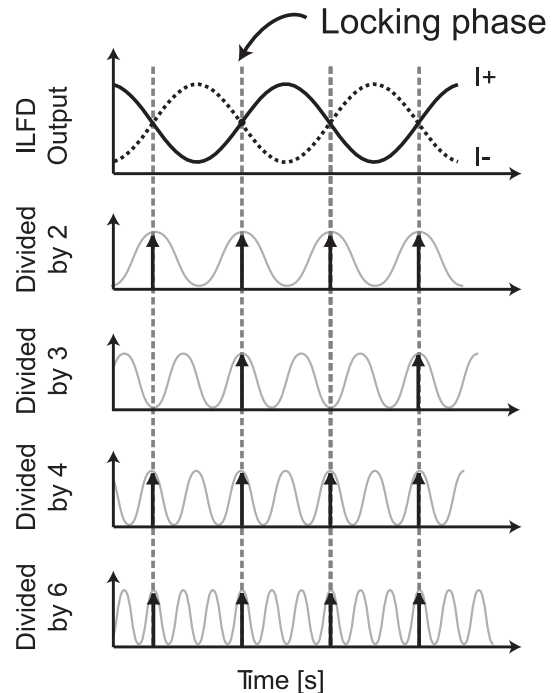 Locking phase
I+
I-
ILFD
Output
Divided
by 2
Divided
by 3
Divided
by 4
Divided
by 6
Time [s]